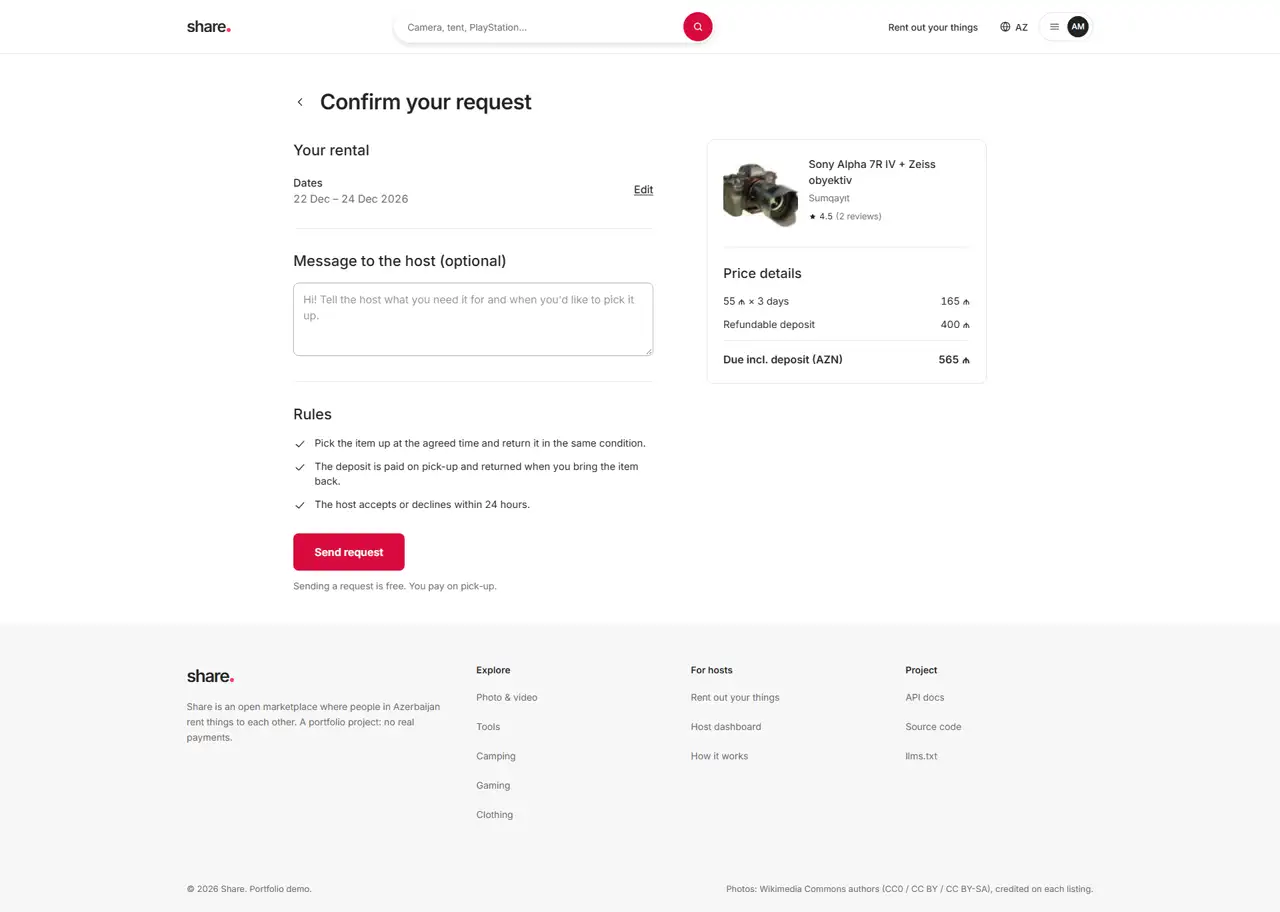 share.
Camera, tent, PlayStation...
Rent out your things
AZ
AM
Confirm your request
Your rental
Dates
22 Dec – 24 Dec 2026
Edit
Message to the host (optional)
Hi! Tell the host what you need it for and when you'd like to pick it
up.
Rules
Pick the item up at the agreed time and return it in the same condition.
The deposit is paid on pick-up and returned when you bring the item
back.
The host accepts or declines within 24 hours.
Send request
Sending a request is free. You pay on pick-up.
Sony Alpha 7R IV + Zeiss
obyektiv
Sumqayıt
★ 4.5 (2 reviews)
Price details
55 ₼ × 3 days 165 ₼
Refundable deposit 400 ₼
Due incl. deposit (AZN) 565 ₼
share.
Share is an open marketplace where people in Azerbaijan
rent things to each other. A portfolio project: no real
payments.
Explore
Photo & video
Tools
Camping
Gaming
Clothing
For hosts
Rent out your things
Host dashboard
How it works
Project
API docs
Source code
llms.txt
© 2026 Share. Portfolio demo.
Photos: Wikimedia Commons authors (CC0 / CC BY / CC BY-SA), credited on each listing.